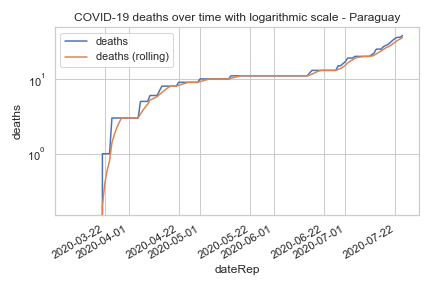 COVID-19 deaths over time with logarithmic scale - Paraguay
deaths
deaths (rolling)
10¹
10⁰
deaths
2020-03-22
2020-04-01
2020-04-22
2020-05-01
2020-05-22
2020-06-01
2020-06-22
2020-07-01
2020-07-22
dateRep